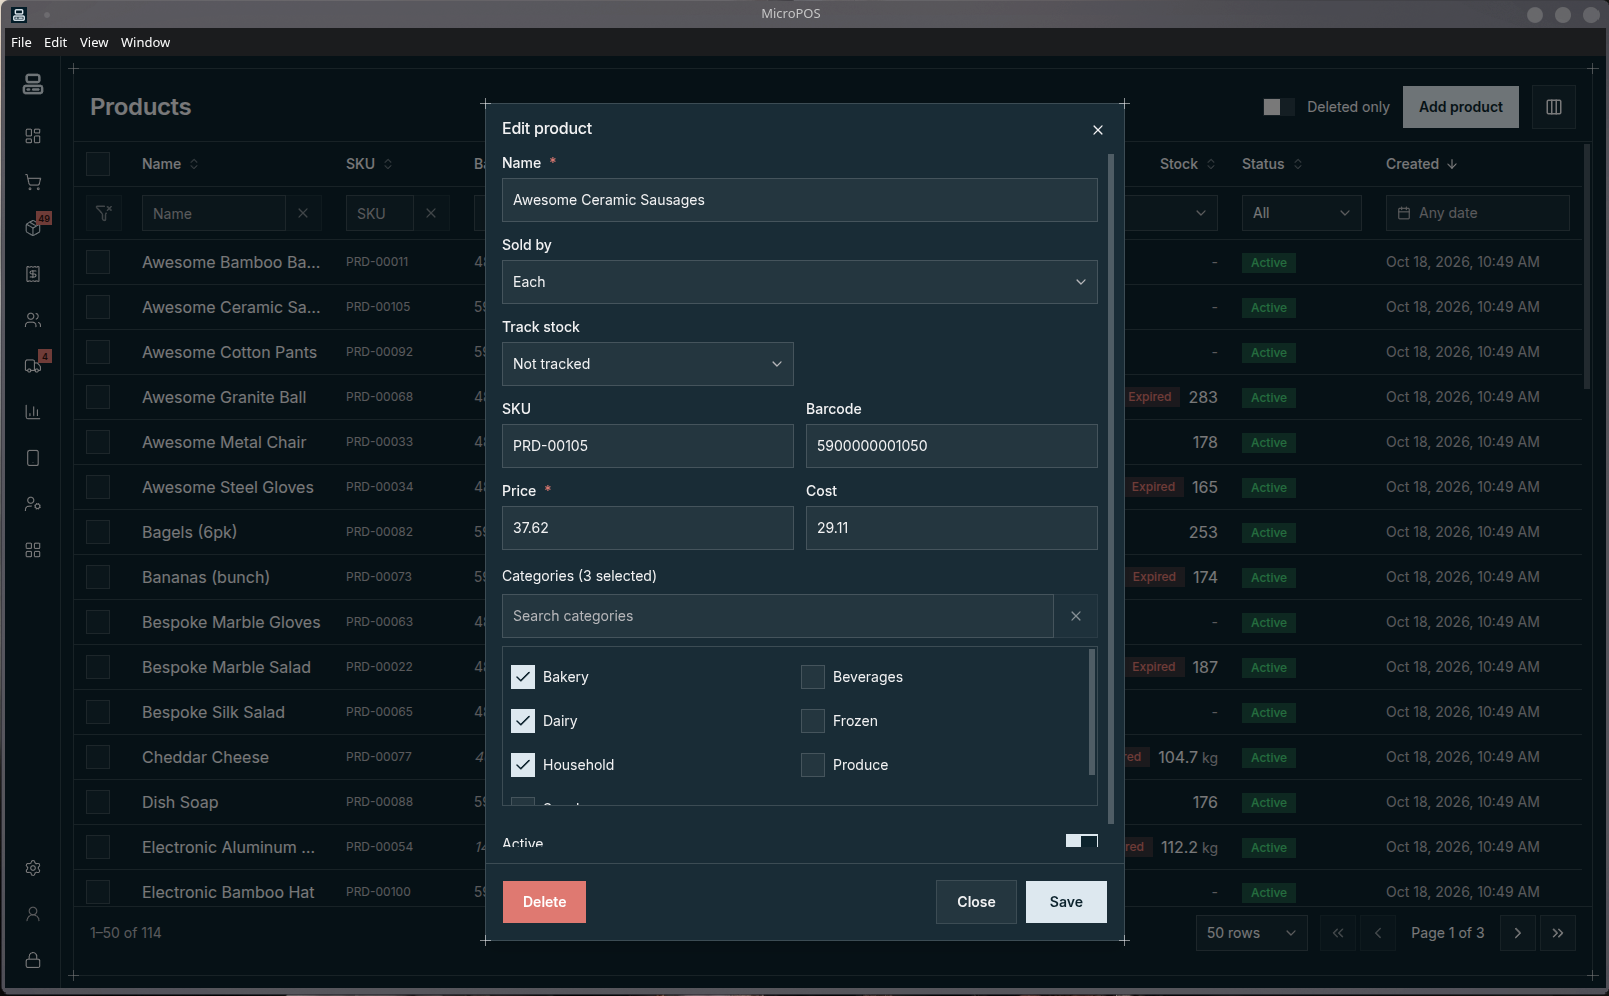 MicroPOS
File Edit View Window
Products
Deleted only
Add product
Name SKU Stock Status Created
49
Name SKU All Any date
Awesome Bamboo Ba... PRD-00011 - Active Oct 18, 2026, 10:49 AM
Awesome Ceramic Sa... PRD-00105 - Active Oct 18, 2026, 10:49 AM
Awesome Cotton Pants PRD-00092 - Active Oct 18, 2026, 10:49 AM
4
Awesome Granite Ball PRD-00068 Expired 283 Active Oct 18, 2026, 10:49 AM
Awesome Metal Chair PRD-00033 178 Active Oct 18, 2026, 10:49 AM
Awesome Steel Gloves PRD-00034 Expired 165 Active Oct 18, 2026, 10:49 AM
Bagels (6pk) PRD-00082 253 Active Oct 18, 2026, 10:49 AM
Bananas (bunch) PRD-00073 Expired 174 Active Oct 18, 2026, 10:49 AM
Bespoke Marble Gloves PRD-00063 - Active Oct 18, 2026, 10:49 AM
Bespoke Marble Salad PRD-00022 Expired 187 Active Oct 18, 2026, 10:49 AM
Bespoke Silk Salad PRD-00065 - Active Oct 18, 2026, 10:49 AM
Cheddar Cheese PRD-00077 104.7 kg Active Oct 18, 2026, 10:49 AM
Dish Soap PRD-00088 176 Active Oct 18, 2026, 10:49 AM
Electronic Aluminum ... PRD-00054 112.2 kg Active Oct 18, 2026, 10:49 AM
Electronic Bamboo Hat PRD-00100 - Active Oct 18, 2026, 10:49 AM
1–50 of 114
50 rows
Page 1 of 3
Edit product
Name *
Awesome Ceramic Sausages
Sold by
Each
Track stock
Not tracked
SKU Barcode
PRD-00105 5900000001050
Price * Cost
37.62 29.11
Categories (3 selected)
Search categories
Bakery Beverages
Dairy Frozen
Household Produce
Active
Delete Close Save